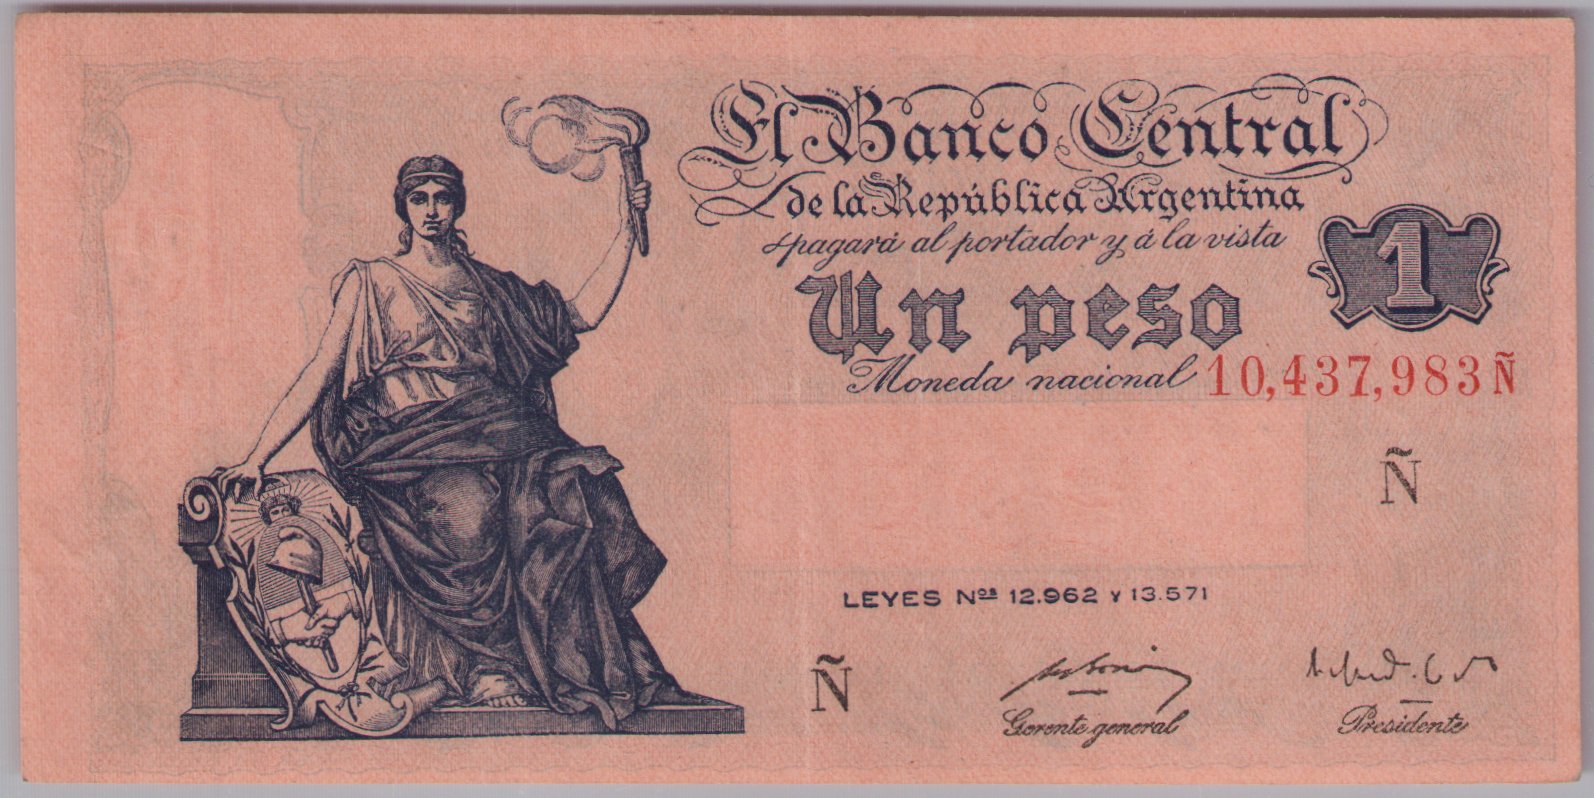 El Banco Central
de la República Argentina
pagará al portador y á la vista
1
Un peso
Moneda nacional
10,437,983 Ñ
Ñ
LEYES Nos 12.962 Y 13.571
Ñ
Gerente general
Presidente